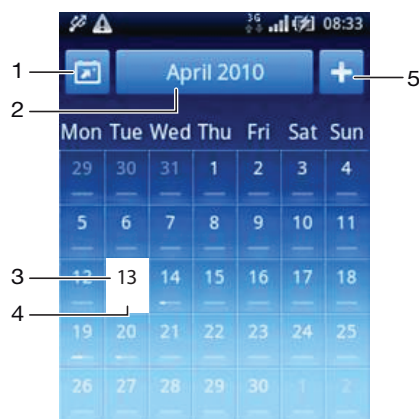 3G 08:33
1 April 2010 + 5
2
Mon Tue Wed Thu Fri Sat Sun
29 30 31 1 2 3 4
5 6 7 8 9 10 11
3 12 13 14 15 16 17 18
4
19 20 21 22 23 24 25
26 27 28 29 30 1 2